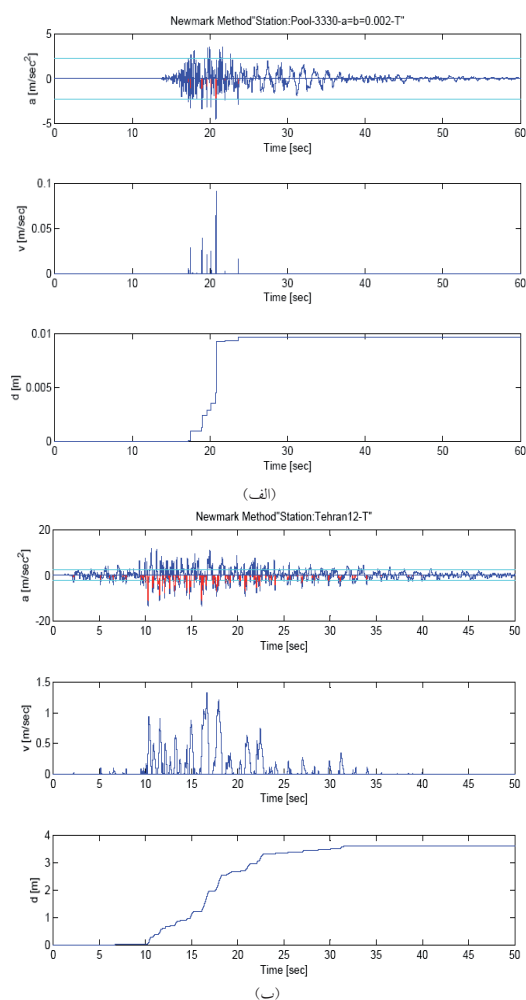 Newmark Method"Station:Pool-3330-a=b=0.002-T"
a [m/sec²]
5
0
-5
0 10 20 30 40 50 60
Time [sec]
v [m/sec]
0.1
0.05
0
0 10 20 30 40 50 60
Time [sec]
d [m]
0.01
0.005
0
0 10 20 30 40 50 60
Time [sec]
(الف)
Newmark Method"Station:Tehran12-T"
a [m/sec²]
20
0
-20
0 5 10 15 20 25 30 35 40 45 50
Time [sec]
v [m/sec]
1.5
1
0.5
0
0 5 10 15 20 25 30 35 40 45 50
Time [sec]
d [m]
4
3
2
1
0
0 5 10 15 20 25 30 35 40 45 50
Time [sec]
(ب)